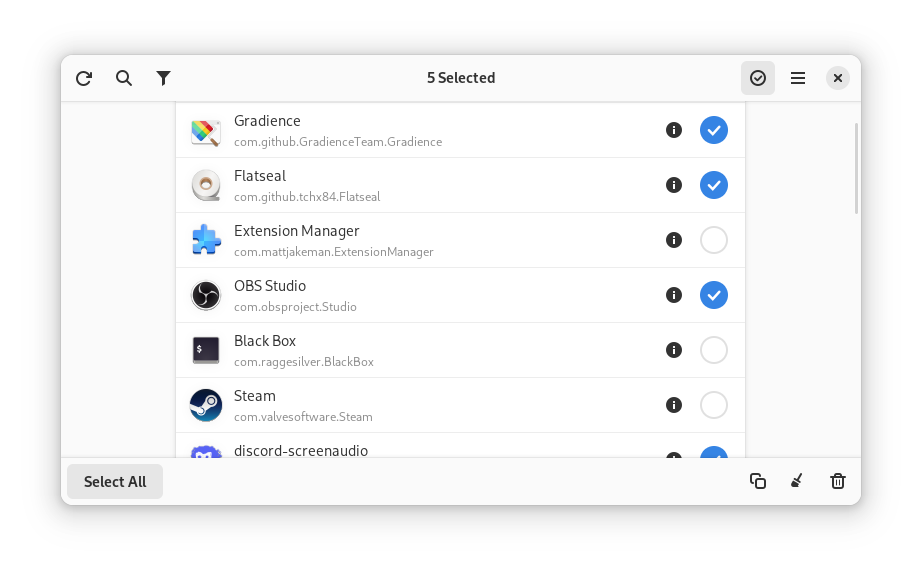 5 Selected
Gradience
com.github.GradienceTeam.Gradience
Flatseal
com.github.tchx84.Flatseal
Extension Manager
com.mattjakeman.ExtensionManager
OBS Studio
com.obsproject.Studio
$
Black Box
com.raggesilver.BlackBox
Steam
com.valvesoftware.Steam
discord-screenaudio
Select All